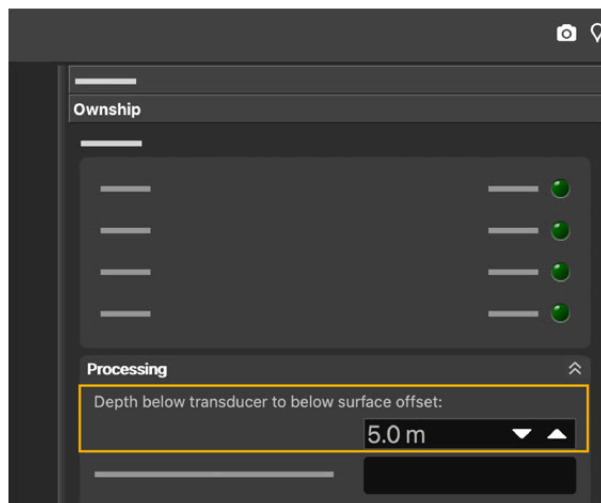 Ownship
Processing
Depth below transducer to below surface offset:
5.0 m